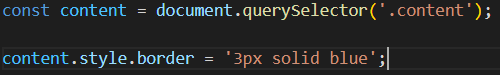 const content = document.querySelector('.content');
content.style.border = '3px solid blue';